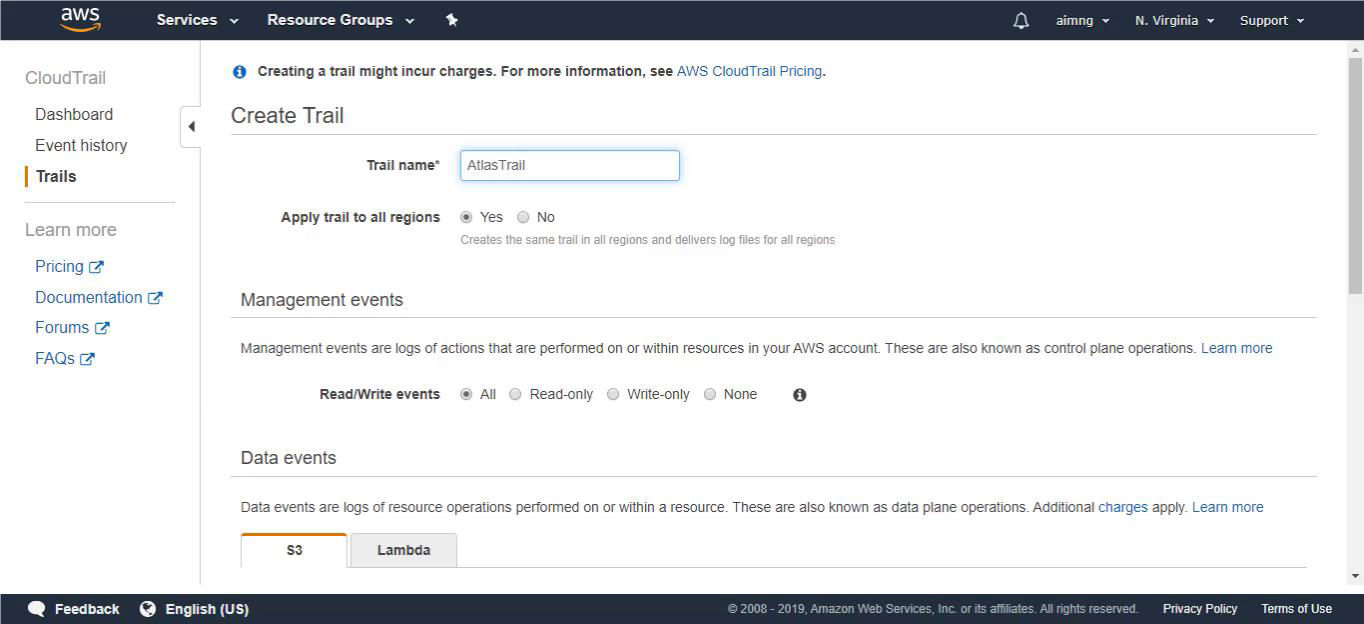 aws Services Resource Groups aimng N. Virginia Support
CloudTrail
Dashboard
Event history
Trails
Learn more
Pricing
Documentation
Forums
FAQs
Creating a trail might incur charges. For more information, see AWS CloudTrail Pricing.
Create Trail
Trail name* AtlasTrail
Apply trail to all regions Yes No
Creates the same trail in all regions and delivers log files for all regions
Management events
Management events are logs of actions that are performed on or within resources in your AWS account. These are also known as control plane operations. Learn more
Read/Write events All Read-only Write-only None
Data events
Data events are logs of resource operations performed on or within a resource. These are also known as data plane operations. Additional charges apply. Learn more
S3 Lambda
Feedback English (US) © 2008 - 2019, Amazon Web Services, Inc. or its affiliates. All rights reserved. Privacy Policy Terms of Use